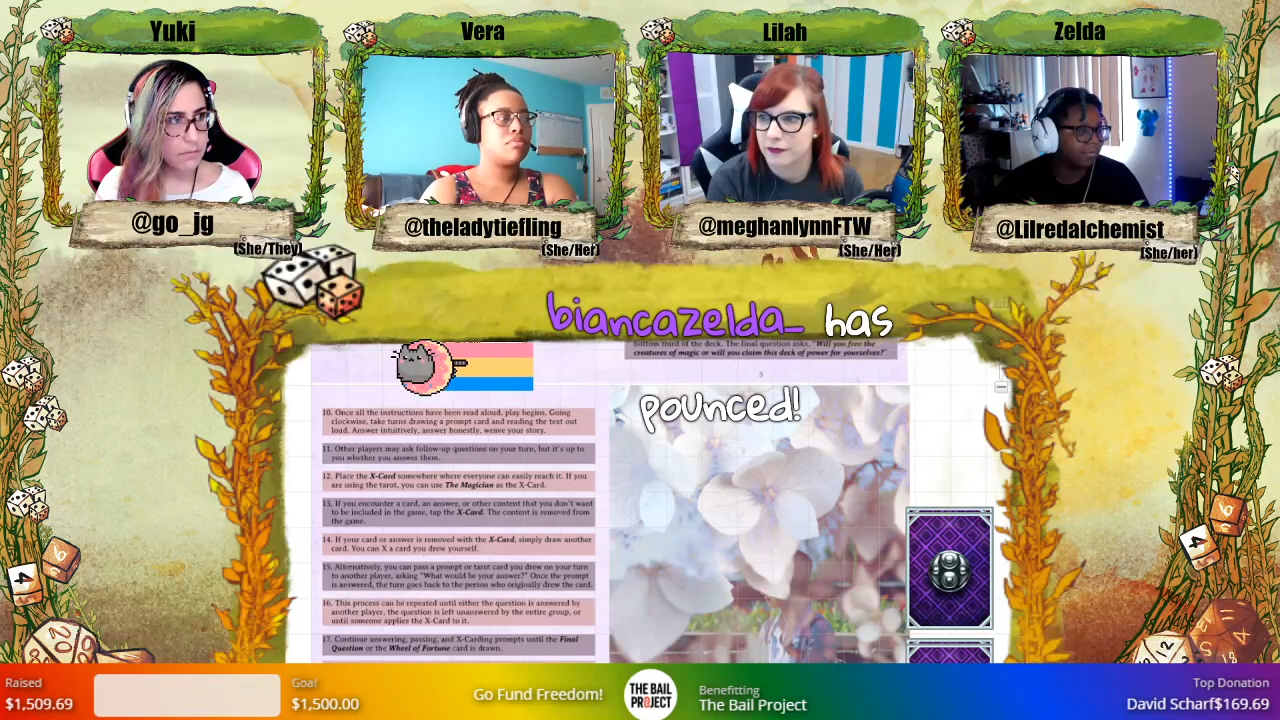 Yuki
Vera
Lilah
Zelda
@go_jg
(She/They)
@theladytiefling
(She/Her)
@meghanlynnFTW
(She/Her)
@Lilredalchemist
(She/her)
biancazelda_ has
pounced!
bottom third of the deck. The final question asks, "Will you free the
creatures of magic or will you claim this deck of power for yourselves?"
5
10. Once all the instructions have been read aloud, play begins. Going
clockwise, take turns drawing a prompt card and reading the text out
loud. Answer intuitively, answer honestly, weave your story.
11. Other players may ask follow-up questions on your turn, but it's up to
you whether you answer them.
12. Place the X-Card somewhere where everyone can easily reach it. If you
are using the tarot, you can use The Magician as the X-Card.
13. If you encounter a card, an answer, or other content that you don't want
to be included in the game, tap the X-Card. The content is removed from
the game.
14. If your card or answer is removed with the X-Card, simply draw another
card. You can X a card you drew yourself.
15. Alternatively, you can pass a prompt or tarot card you drew on your turn
to another player, asking "What would be your answer?" Once the prompt
is answered, the turn goes back to the person who originally drew the card.
16. This process can be repeated until either the question is answered by
another player, the question is left unanswered by the entire group, or
until someone applies the X-Card to it.
17. Continue answering, passing, and X-Carding prompts until the Final
Question or the Wheel of Fortune card is drawn.
Raised
$1,509.69
Goal
$1,500.00
Go Fund Freedom!
THE BAIL
PROJECT
Benefitting
The Bail Project
Top Donation
David Scharf$169.69